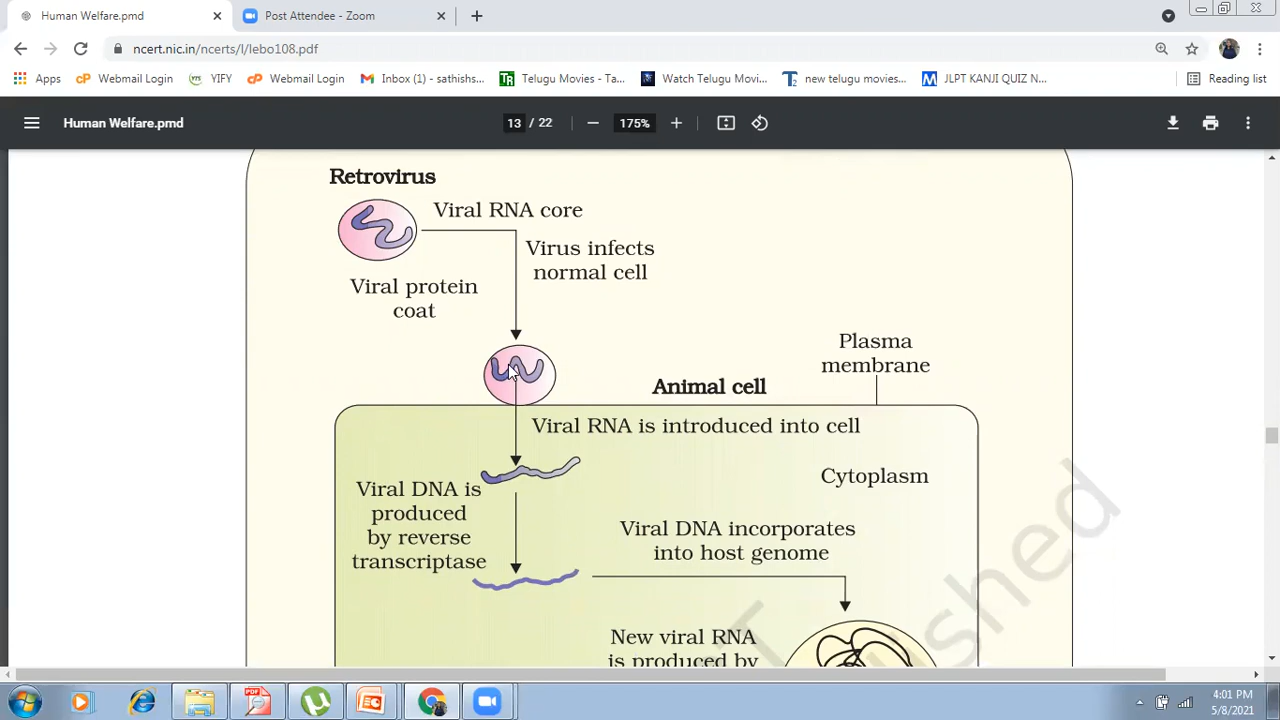 Human Welfare.pmd
Post Attendee - Zoom
ncert.nic.in/ncerts/l/lebo108.pdf
Apps
Webmail Login
YIFY
Webmail Login
Inbox (1) - sathishs...
Telugu Movies - Ta...
Watch Telugu Movi...
new telugu movies...
JLPT KANJI QUIZ N...
Reading list
Human Welfare.pmd
13 / 22
175%
Retrovirus
Viral RNA core
Virus infects
normal cell
Viral protein
coat
Plasma
membrane
Animal cell
Viral RNA is introduced into cell
Cytoplasm
Viral DNA is
produced
by reverse
transcriptase
Viral DNA incorporates
into host genome
New viral RNA
is produced by
4:01 PM
5/8/2021